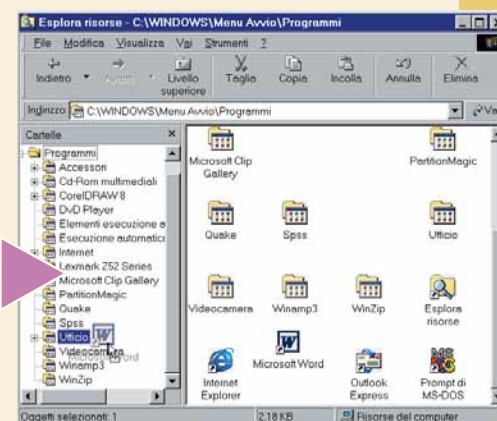 Esplora risorse - C:\WINDOWS\Menu Avvio\Programmi
File Modifica Visualizza Vai Strumenti ?
Indietro Avanti Livello superiore Taglia Copia Incolla Annulla Elimina
Indirizzo C:\WINDOWS\Menu Avvio\Programmi
Cartelle
Programmi
Accessori
Cd-Rom multimediali
CorelDRAW 8
DvD Player
Elementi esecuzione a
Esecuzione automatic
Internet
Lexmark Z52 Series
Microsoft Clip Gallery
PartitionMagic
Quake
Spss
Ufficio
Videocamera
Microsoft Word
Winamp3
WinZip
Microsoft Clip Gallery
PartitionMagic
Quake
Spss
Ufficio
Videocamera
Winamp3
WinZip
Esplora risorse
Internet Explorer
Microsoft Word
Outlook Express
Prompt di MS-DOS
Oggetti selezionati: 1
2.18 KB
Risorse del computer